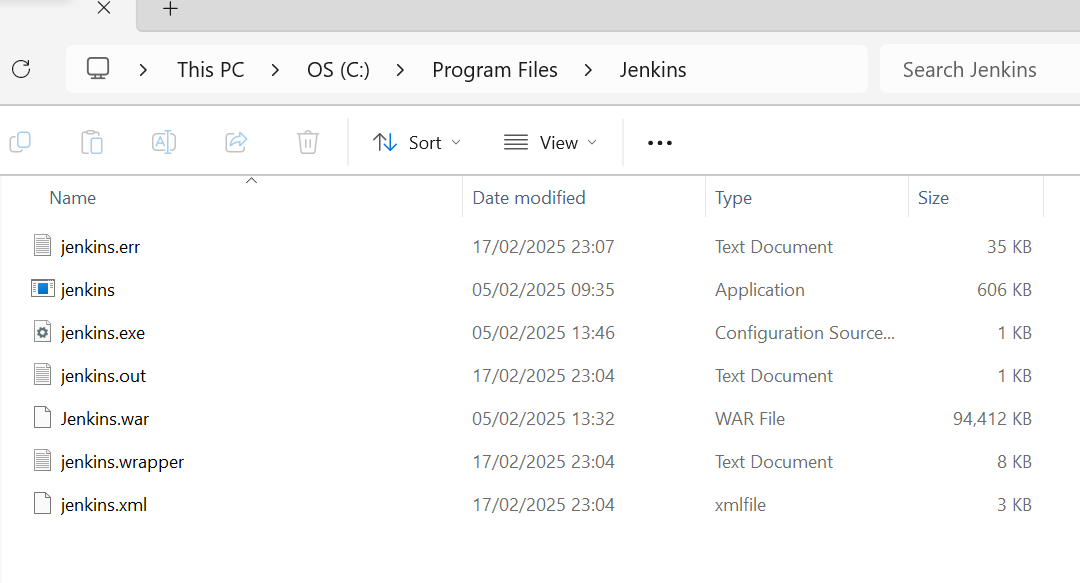 This PC > OS (C:) > Program Files > Jenkins
Search Jenkins
Sort
View
Name Date modified Type Size
jenkins.err 17/02/2025 23:07 Text Document 35 KB
jenkins 05/02/2025 09:35 Application 606 KB
jenkins.exe 05/02/2025 13:46 Configuration Source... 1 KB
jenkins.out 17/02/2025 23:04 Text Document 1 KB
Jenkins.war 05/02/2025 13:32 WAR File 94,412 KB
jenkins.wrapper 17/02/2025 23:04 Text Document 8 KB
jenkins.xml 17/02/2025 23:04 xmlfile 3 KB